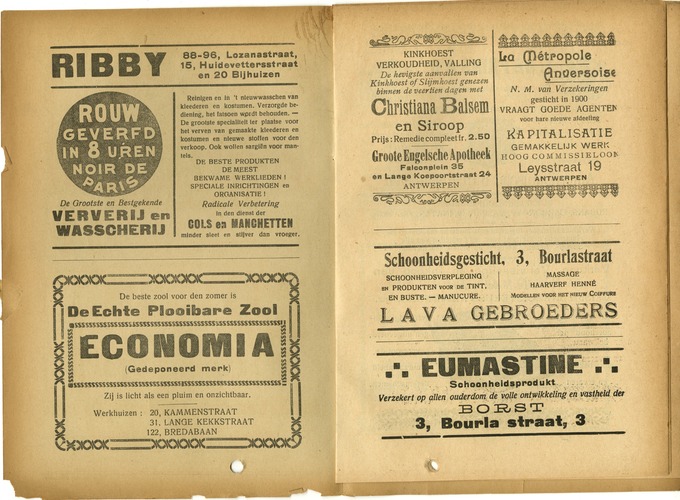 RIBBY
88-96, Lozanastraat,
15, Huidevettersstraat
en 20 Bijhuizen
ROUW
GEVERFD
IN 8 UREN
NOIR DE
PARIS
De Grootste en Bestgekende
VERVERIJ en
WASSCHERIJ
Reinigen en in 't nieuwwasschen van
kleederen en kostumen. Verzorgde be-
diening, het fatsoen wordt behouden. —
De grootste specialiteit ter plaatse voor
het verven van gemaakte kleederen en
kostumen en nieuwe stoffen voor den
verkoop. Ook wollen sargiën voor man-
tels.
DE BESTE PRODUKTEN
DE MEEST
BEKWAME WERKLIEDEN!
SPECIALE INRICHTINGEN en
ORGANISATIE!
Radicale Verbetering
in den dienst der
COLS en MANCHETTEN
minder steef en stijver dan vroeger.
De beste zool voor den zomer is
De Echte Plooibare Zool
ECONOMIA
(Gedeponeerd merk)
Zij is licht als een pluim en onzichtbaar.
Werkhuizen : 20, KAMMENSTRAAT
31. LANGE KEKKSTRAAT
122, BREDABAAN
KINKHOEST
VERKOUDHEID, VALLING
De hevigste aanvallen van
Kinkhoest of Slijmhoest genezen
binnen de veertien dagen met
Christiana Balsem
en Siroop
Prijs: Remedie compleet fr. 2.50
Groote Engelsche Apotheek
Falconplein 35
en Lange Koepoortstraat 24
ANTWERPEN
La Métropole
Anversoise
N. M. van Verzekeringen
gesticht in 1900
VRAAGT GOEDE AGENTEN
voor hare nieuwe afdeeling
KAPITALISATIE
GEMAKKELIJK WERK
HOOG COMMISSIELOON
Leysstraat 19
ANTWERPEN
Schoonheidsgesticht, 3, Bourlastraat
SCHOONHEIDSVERPLEGING
EN PRODUKTEN VOOR DE TINT,
EN BUSTE. — MANUCURE.
MASSAGE
HAARVERF HENNÉ
MODELLEN VOOR HET NIEUW COIFFURE
LAVA GEBROEDERS
EUMASTINE
Schoonheidsprodukt
Verzekert op allen ouderdom de volle ontwikkeling en vastheid der
BORST
3, Bourla straat, 3